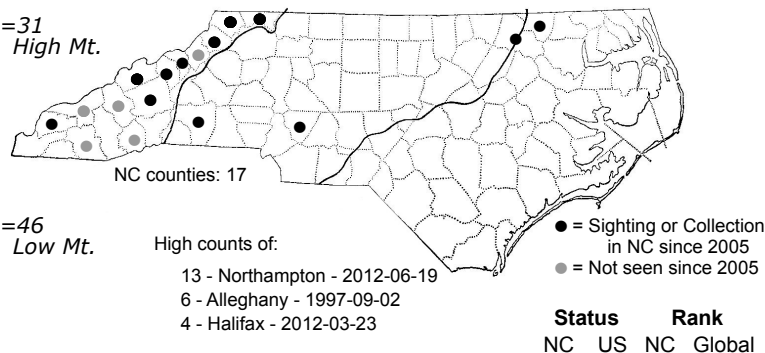 =31
High Mt.
NC counties: 17
=46
Low Mt.
High counts of:
13 - Northampton - 2012-06-19
6 - Alleghany - 1997-09-02
4 - Halifax - 2012-03-23
= Sighting or Collection
in NC since 2005
= Not seen since 2005
Status Rank
NC US NC Global